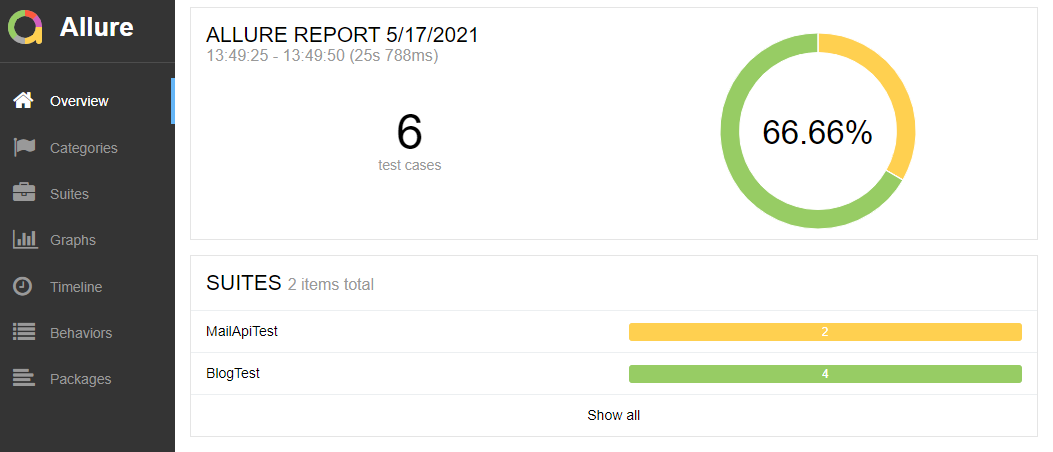 Allure
Overview
Categories
Suites
Graphs
Timeline
Behaviors
Packages
ALLURE REPORT 5/17/2021
13:49:25 - 13:49:50 (25s 788ms)
6
test cases
66.66%
SUITES 2 items total
MailApiTest 2
BlogTest 4
Show all